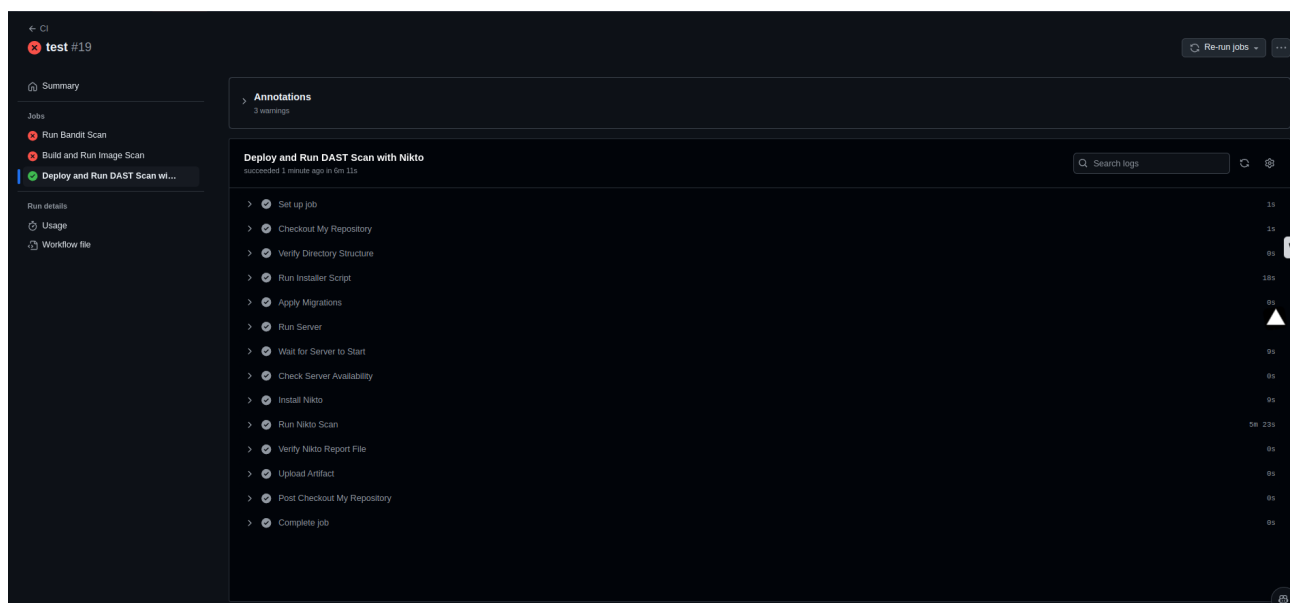 ← CI
test #19
Re-run jobs
Summary
Jobs
Run Bandit Scan
Build and Run Image Scan
Deploy and Run DAST Scan wi...
Run details
Usage
Workflow file
Annotations
3 warnings
Deploy and Run DAST Scan with Nikto
succeeded 1 minute ago in 6m 11s
Search logs
Set up job 1s
Checkout My Repository 1s
Verify Directory Structure 0s
Run Installer Script 18s
Apply Migrations 0s
Run Server
Wait for Server to Start 9s
Check Server Availability 0s
Install Nikto 9s
Run Nikto Scan 5m 23s
Verify Nikto Report File 0s
Upload Artifact 0s
Post Checkout My Repository 0s
Complete job 0s